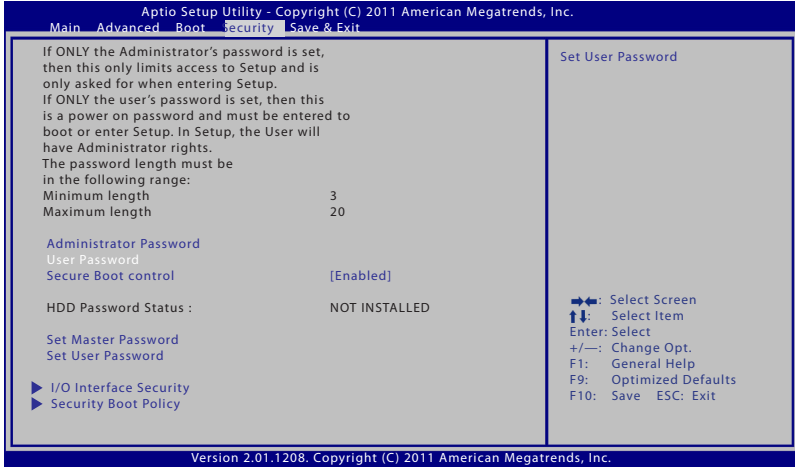 Aptio Setup Utility - Copyright (C) 2011 American Megatrends, Inc.
Main Advanced Boot Security Save & Exit
If ONLY the Administrator's password is set,
then this only limits access to Setup and is
only asked for when entering Setup.
If ONLY the user's password is set, then this
is a power on password and must be entered to
boot or enter Setup. In Setup, the User will
have Administrator rights.
The password length must be
in the following range:
Minimum length 3
Maximum length 20
Administrator Password
User Password
Secure Boot control [Enabled]
HDD Password Status : NOT INSTALLED
Set Master Password
Set User Password
I/O Interface Security
Security Boot Policy
Set User Password
→←: Select Screen
↑↓: Select Item
Enter: Select
+/—: Change Opt.
F1: General Help
F9: Optimized Defaults
F10: Save ESC: Exit
Version 2.01.1208. Copyright (C) 2011 American Megatrends, Inc.